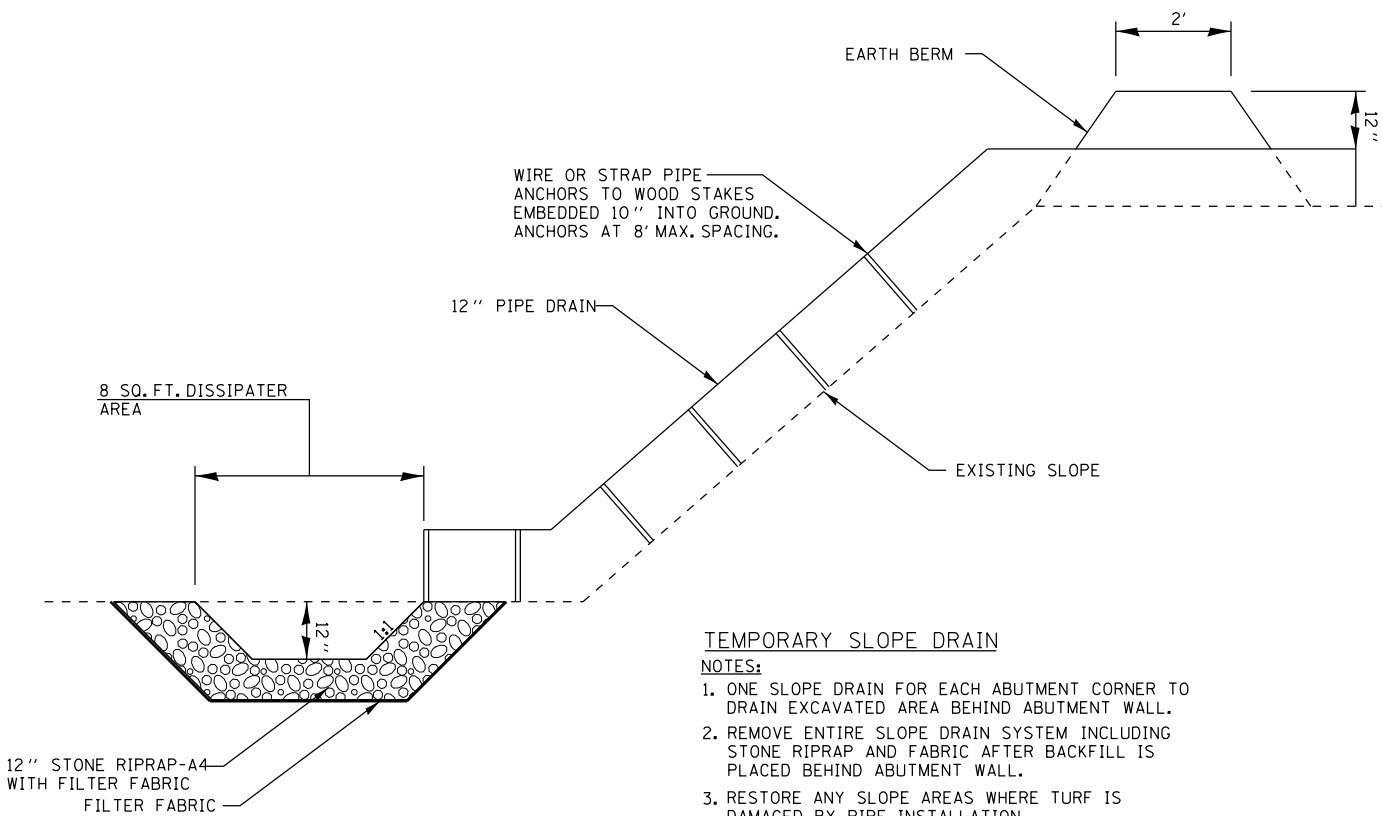 2'
EARTH BERM
12"
WIRE OR STRAP PIPE
ANCHORS TO WOOD STAKES
EMBEDDED 10" INTO GROUND.
ANCHORS AT 8' MAX. SPACING.
12" PIPE DRAIN
8 SQ. FT. DISSIPATER
AREA
EXISTING SLOPE
12"
1:1
12" STONE RIPRAP-A4
WITH FILTER FABRIC
FILTER FABRIC
TEMPORARY SLOPE DRAIN
NOTES:
1. ONE SLOPE DRAIN FOR EACH ABUTMENT CORNER TO
DRAIN EXCAVATED AREA BEHIND ABUTMENT WALL.
2. REMOVE ENTIRE SLOPE DRAIN SYSTEM INCLUDING
STONE RIPRAP AND FABRIC AFTER BACKFILL IS
PLACED BEHIND ABUTMENT WALL.
3. RESTORE ANY SLOPE AREAS WHERE TURF IS
DAMAGED BY PIPE INSTALLATION